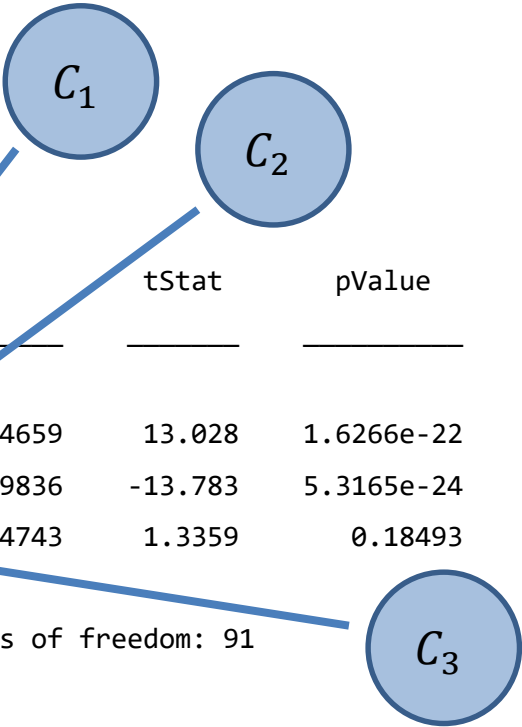 C₁
C₂
tStat pValue
4659 13.028 1.6266e-22
9836 -13.783 5.3165e-24
4743 1.3359 0.18493
s of freedom: 91
C₃